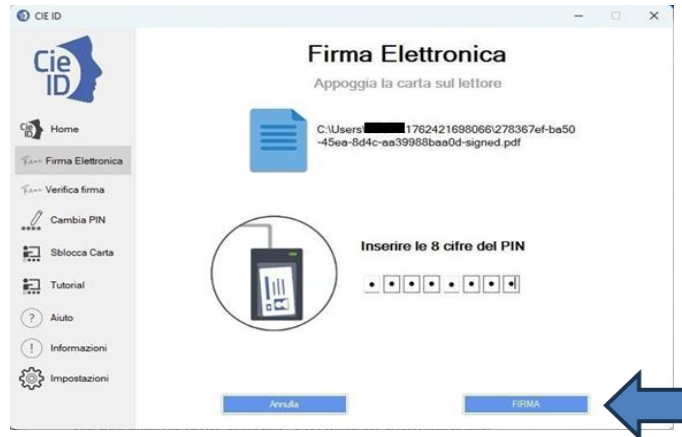 CIE ID
Cie
ID
Firma Elettronica
Appoggia la carta sul lettore
C:\Users\ 1762421698066\278367ef-ba50
-45ea-8d4c-aa39988baa0d-signed.pdf
Cie
ID
Home
Firma Elettronica
Verifica firma
Cambia PIN
Sblocca Carta
Tutorial
Aiuto
Informazioni
Impostazioni
Inserire le 8 cifre del PIN
Annulla
FIRMA